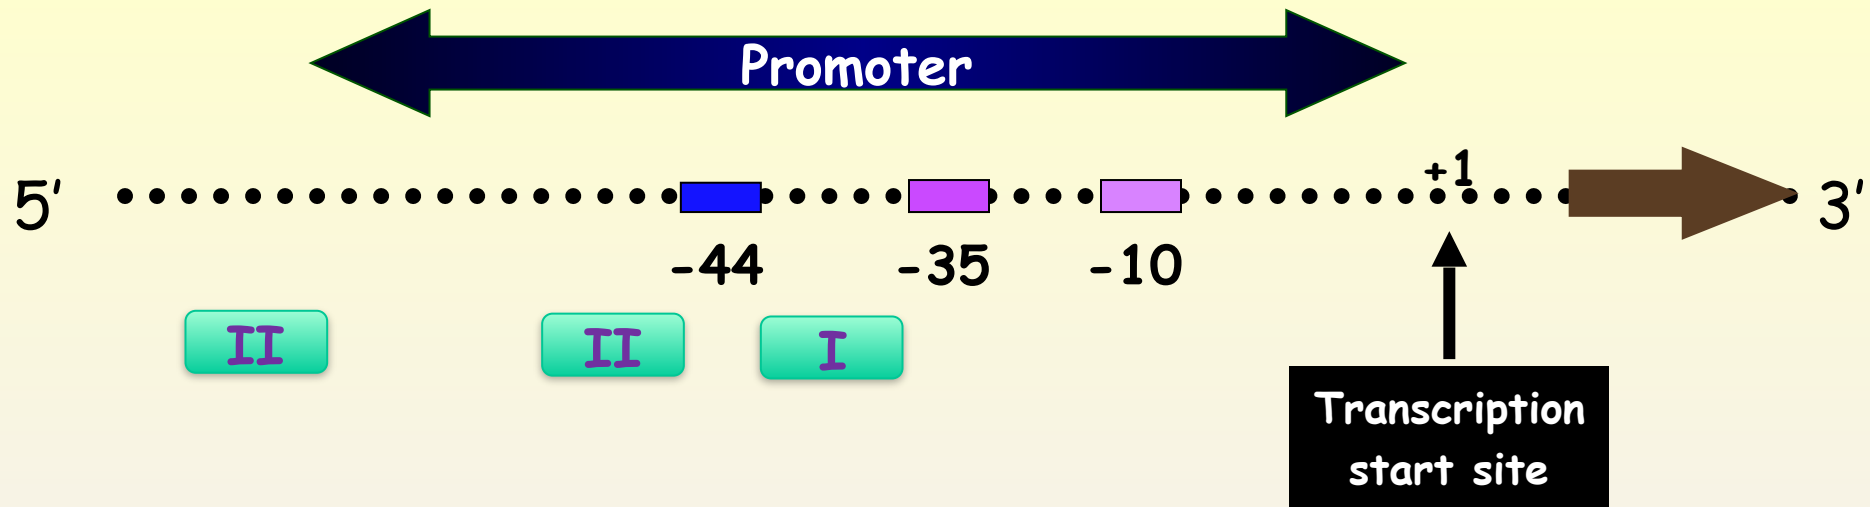 Promoter
+1
5′
3′
-44
-35
-10
II
II
I
Transcription
start site